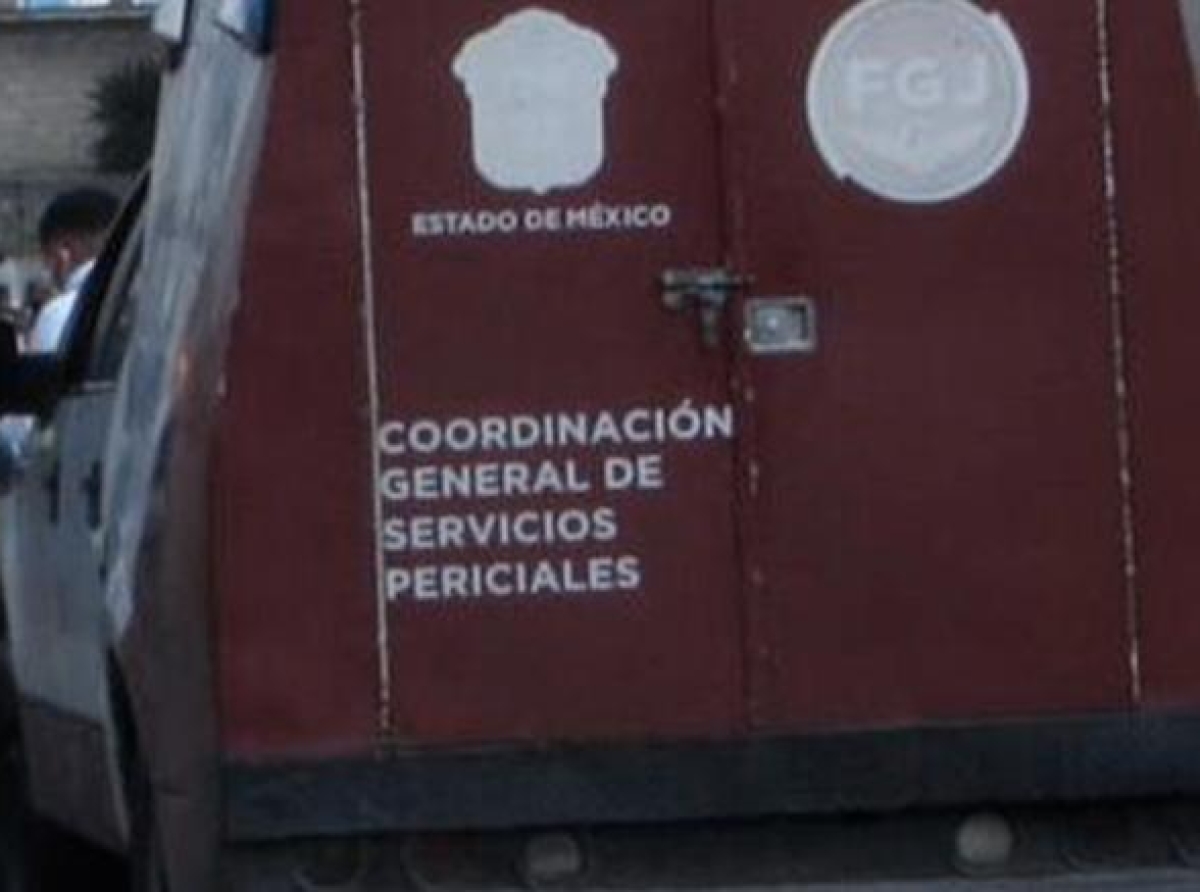 FGJ
ESTADO DE MÉXICO
COORDINACIÓN
GENERAL DE
SERVICIOS
PERICIALES